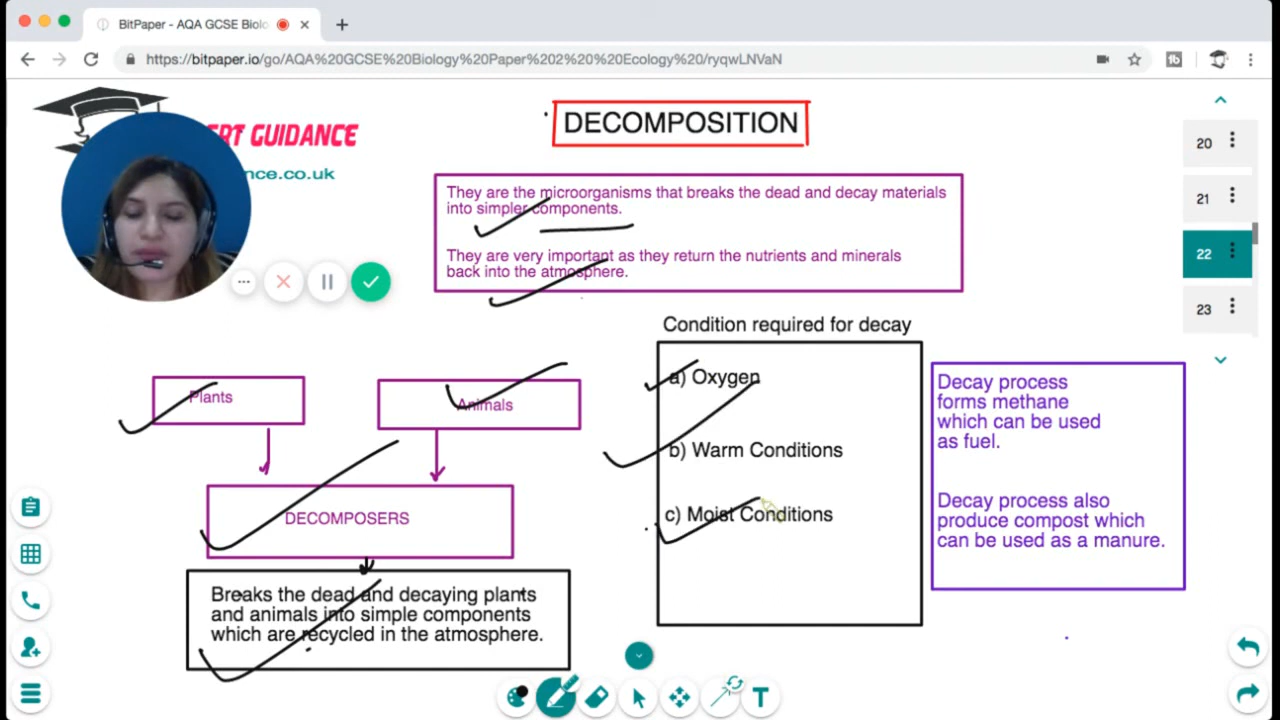 BitPaper - AQA GCSE Biolo
https://bitpaper.io/go/AQA%20GCSE%20Biology%20Paper%202%20%20Ecology%20/ryqwLNVaN
GUIDANCE
nce.co.uk
DECOMPOSITION
They are the microorganisms that breaks the dead and decay materials
into simpler components.
They are very important as they return the nutrients and minerals
back into the atmosphere.
20
21
22
23
Condition required for decay
a) Oxygen
b) Warm Conditions
c) Moist Conditions
Plants
Animals
DECOMPOSERS
Breaks the dead and decaying plants
and animals into simple components
which are recycled in the atmosphere.
Decay process
forms methane
which can be used
as fuel.
Decay process also
produce compost which
can be used as a manure.
T